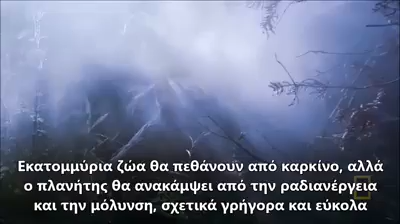 Εκατομμύρια ζώα θα πεθάνουν από καρκίνο, αλλά
ο πλανήτης θα ανακάμψει από την ραδιανέργεια
και την μόλυνση, σχετικά γρήγορα και εύκολα